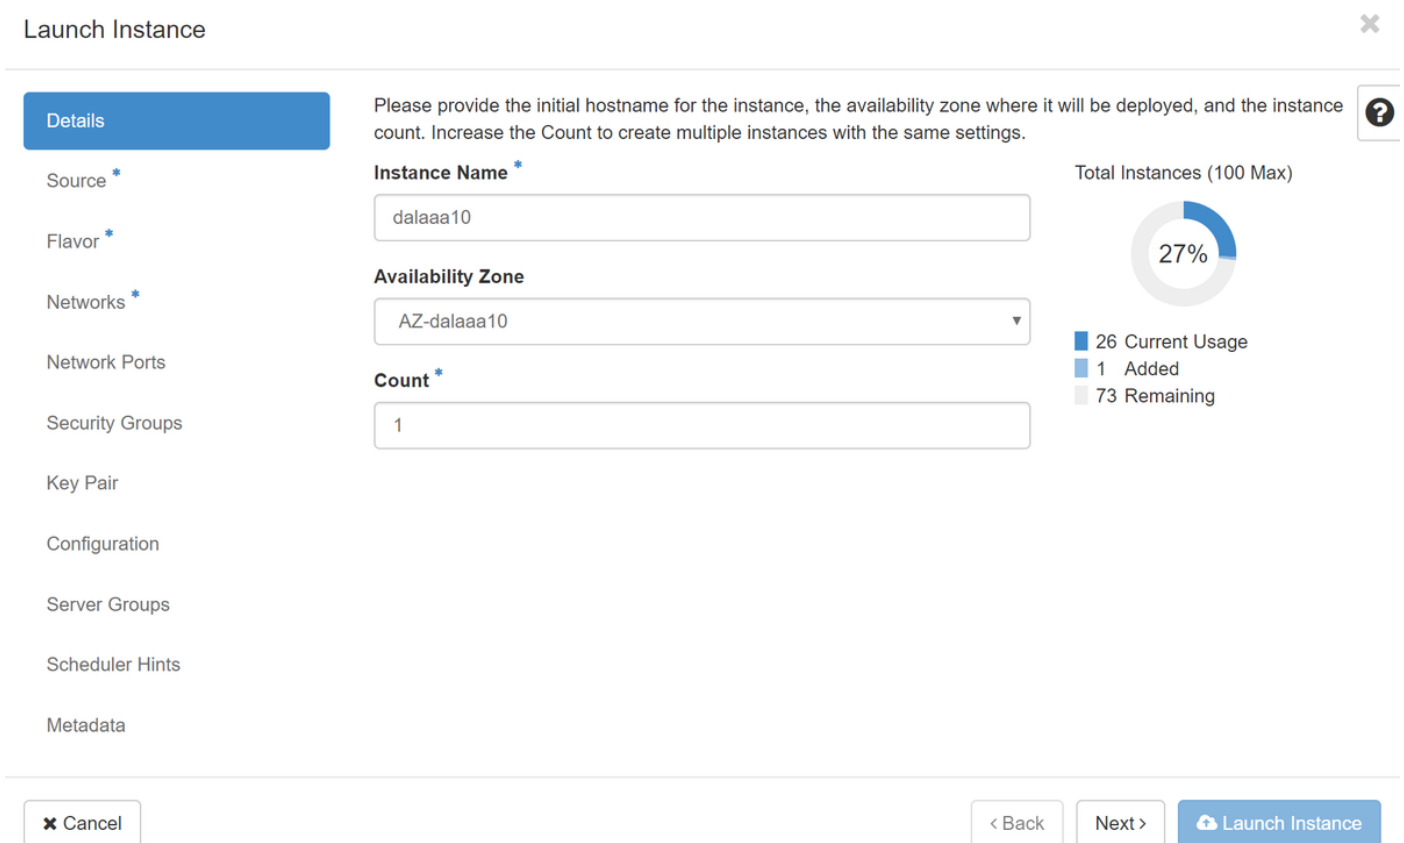 Launch Instance
Details
Source *
Flavor *
Networks *
Network Ports
Security Groups
Key Pair
Configuration
Server Groups
Scheduler Hints
Metadata
Please provide the initial hostname for the instance, the availability zone where it will be deployed, and the instance
count. Increase the Count to create multiple instances with the same settings.
Instance Name *
dalaaa10
Availability Zone
AZ-dalaaa10
Count *
1
Total Instances (100 Max)
27%
26 Current Usage
1 Added
73 Remaining
Cancel
< Back
Next >
Launch Instance